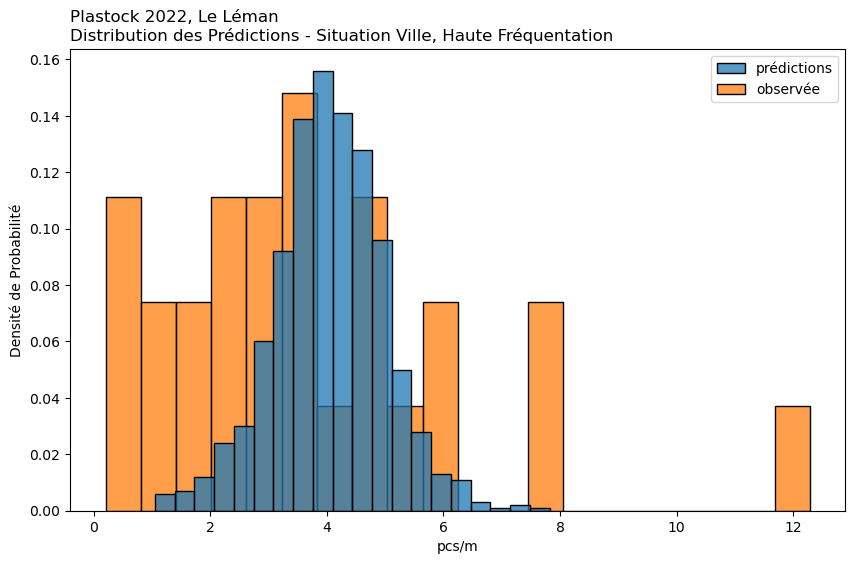 Plastock 2022, Le Léman
Distribution des Prédictions - Situation Ville, Haute Fréquentation
prédictions
observée
Densité de Probabilité
0.16
0.14
0.12
0.10
0.08
0.06
0.04
0.02
0.00
0 2 4 6 8 10 12
pcs/m